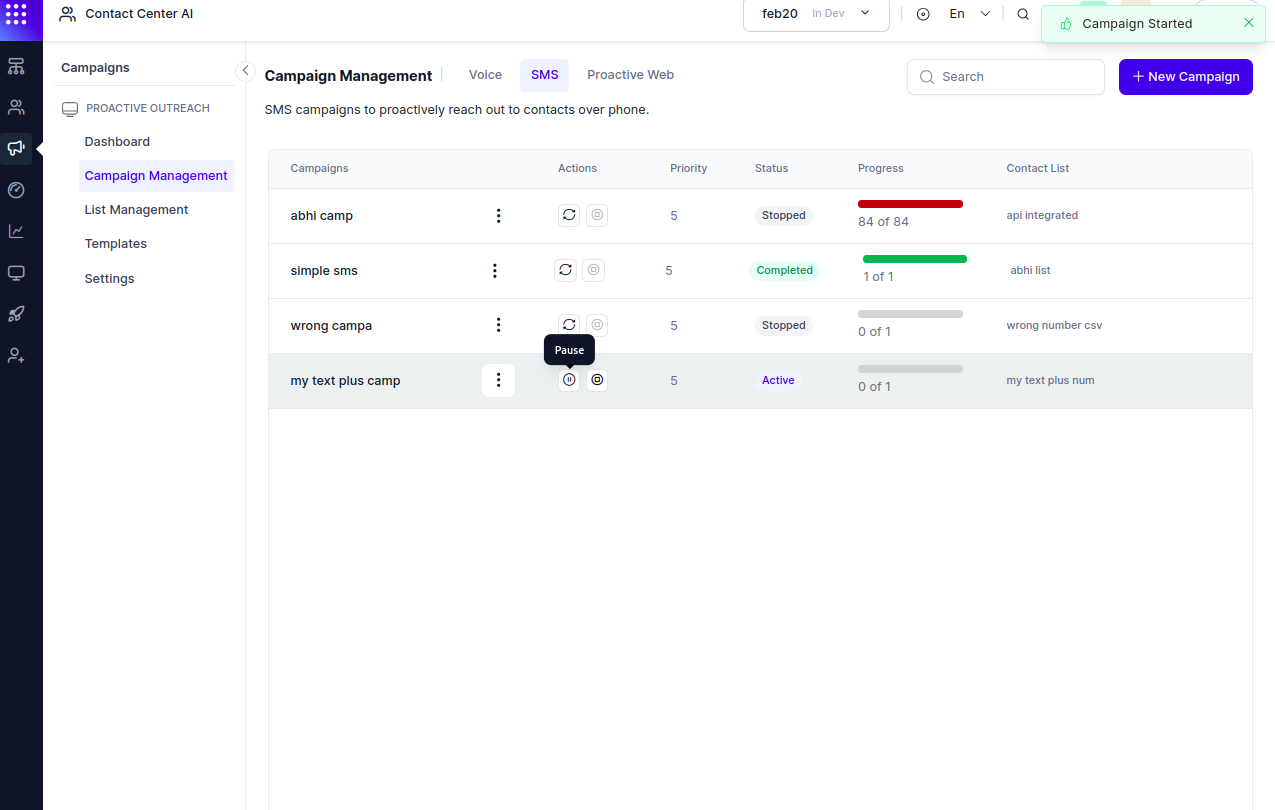 Contact Center AI
feb20 In Dev
En
Campaign Started
Campaigns
PROACTIVE OUTREACH
Dashboard
Campaign Management
List Management
Templates
Settings
Campaign Management Voice SMS Proactive Web
Search
+ New Campaign
SMS campaigns to proactively reach out to contacts over phone.
Campaigns Actions Priority Status Progress Contact List
abhi camp 5 Stopped 84 of 84 api integrated
simple sms 5 Completed 1 of 1 abhi list
wrong campa 5 Stopped 0 of 1 wrong number csv
Pause
my text plus camp 5 Active 0 of 1 my text plus num